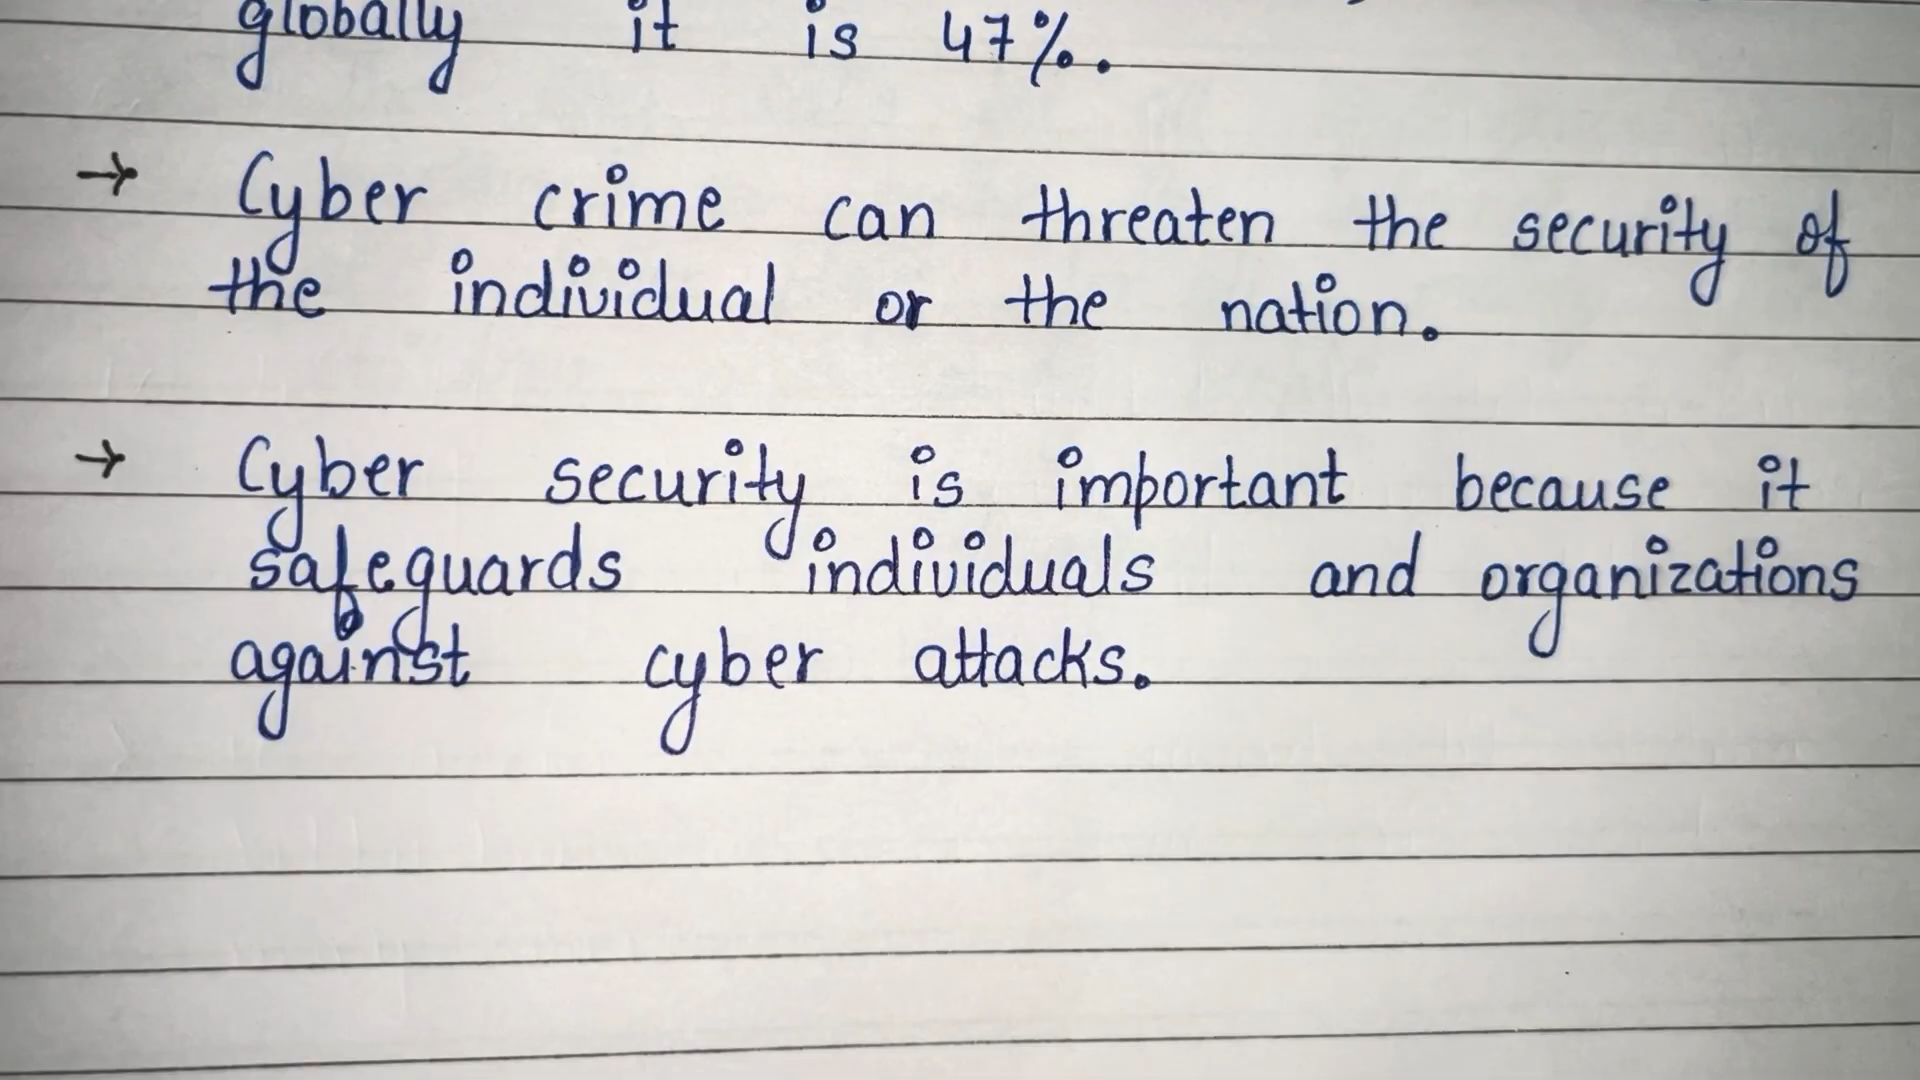 globally it is 47%.
→ Cyber crime can threaten the security of
the individual or the nation.
→ Cyber security is important because it
safeguards individuals and organizations
against cyber attacks.